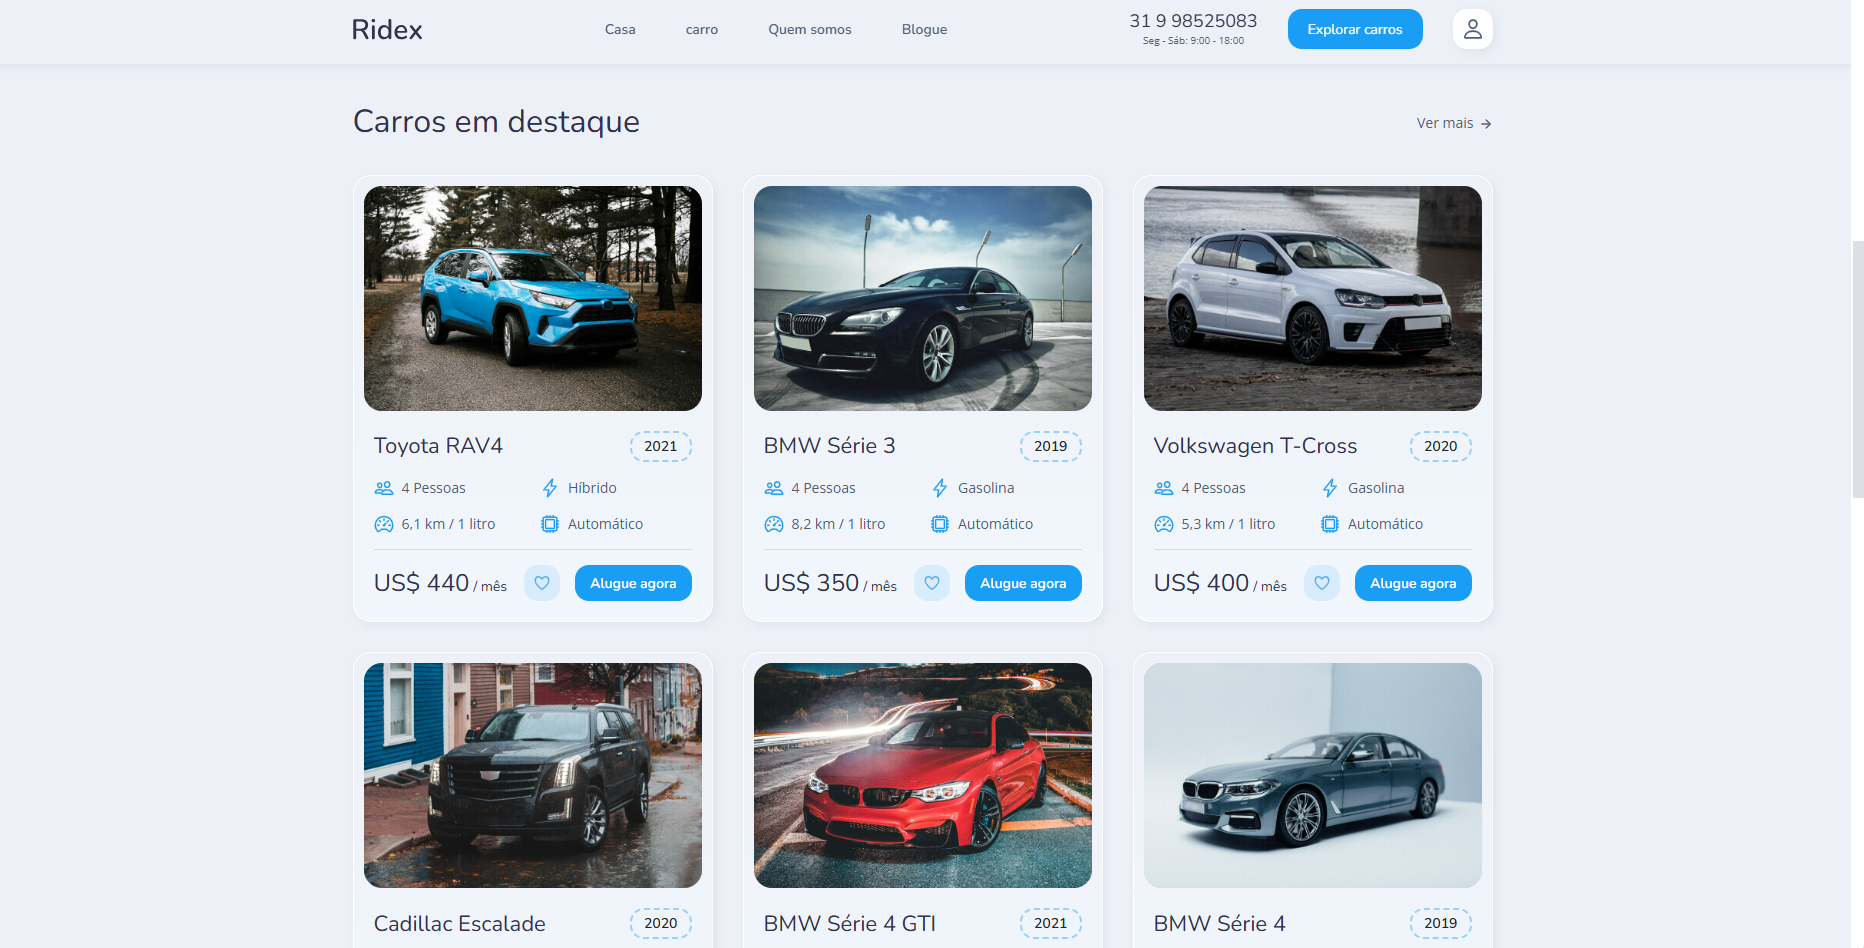 Ridex
Casa
carro
Quem somos
Blogue
31 9 98525083
Seg - Sáb: 9:00 - 18:00
Explorar carros
Carros em destaque
Ver mais
Toyota RAV4
2021
4 Pessoas
Híbrido
6,1 km / 1 litro
Automático
US$ 440 / mês
Alugue agora
BMW Série 3
2019
4 Pessoas
Gasolina
8,2 km / 1 litro
Automático
US$ 350 / mês
Alugue agora
Volkswagen T-Cross
2020
4 Pessoas
Gasolina
5,3 km / 1 litro
Automático
US$ 400 / mês
Alugue agora
Cadillac Escalade
2020
BMW Série 4 GTI
2021
BMW Série 4
2019